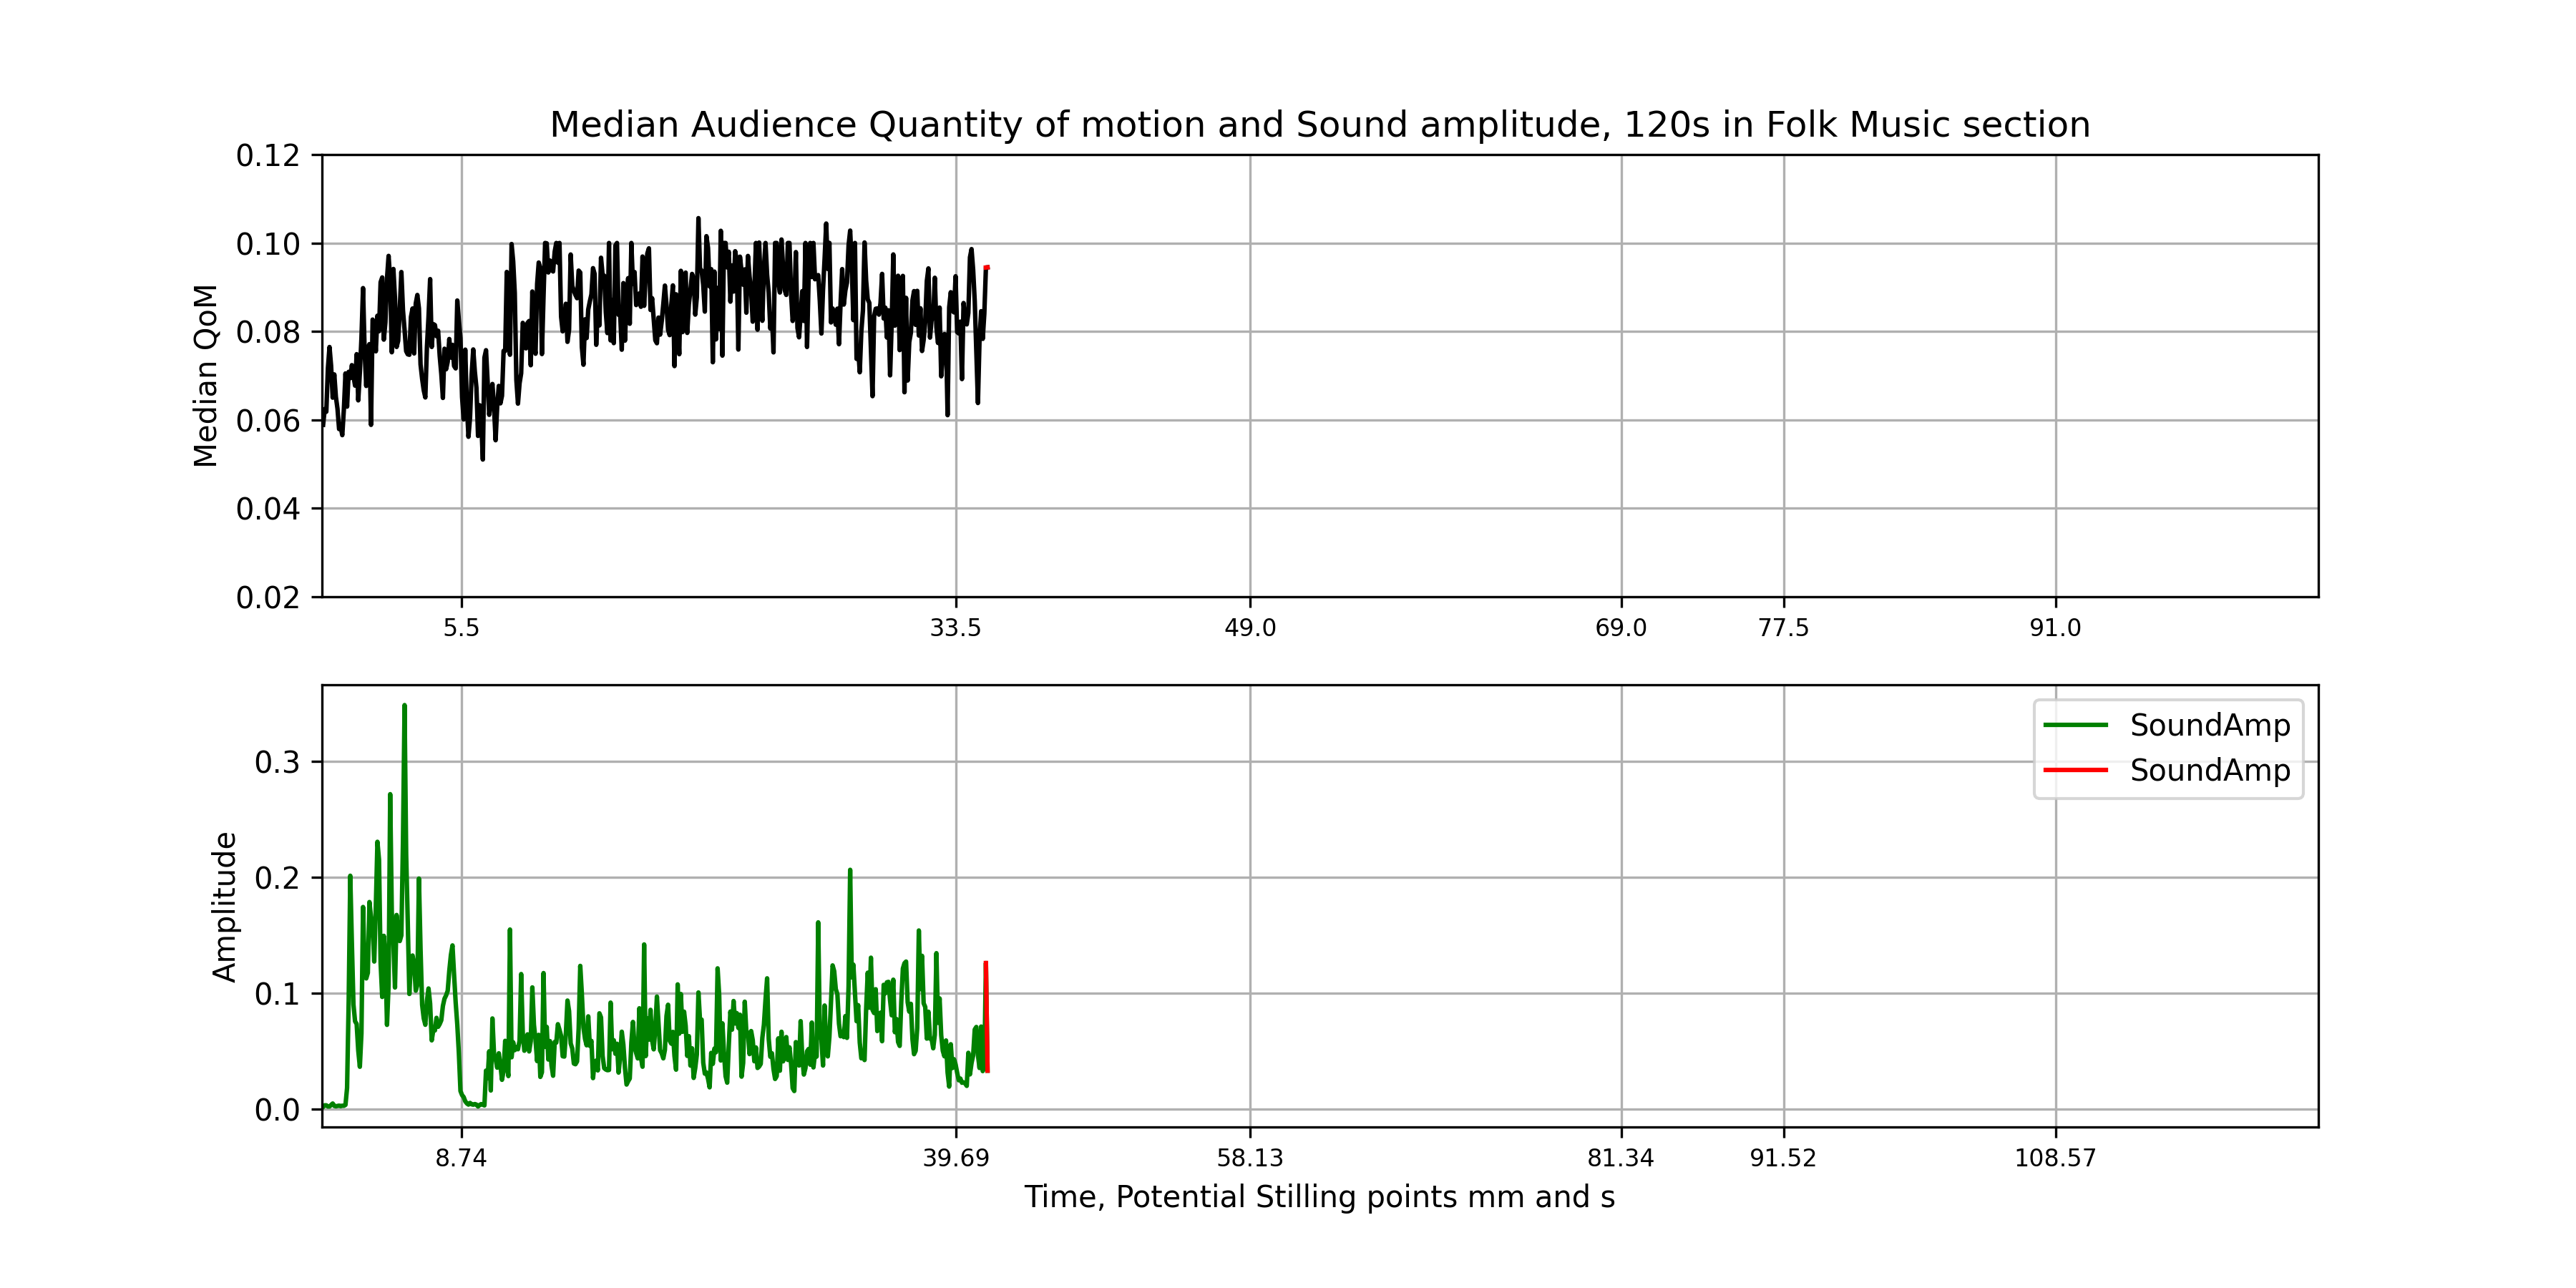 Median Audience Quantity of motion and Sound amplitude, 120s in Folk Music section
Median QoM
0.12
0.10
0.08
0.06
0.04
0.02
5.5 33.5 49.0 69.0 77.5 91.0
Amplitude
0.3
0.2
0.1
0.0
SoundAmp
SoundAmp
8.74 39.69 58.13 81.34 91.52 108.57
Time, Potential Stilling points mm and s